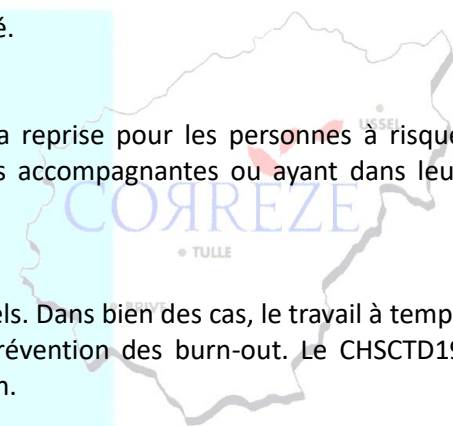 é.
a reprise pour les personnes à risque
USSEL
s accompagnantes ou ayant dans leu
CORREZE
TULLE
BRIVE
els. Dans bien des cas, le travail à temp
révention des burn-out. Le CHSCTD19
n.